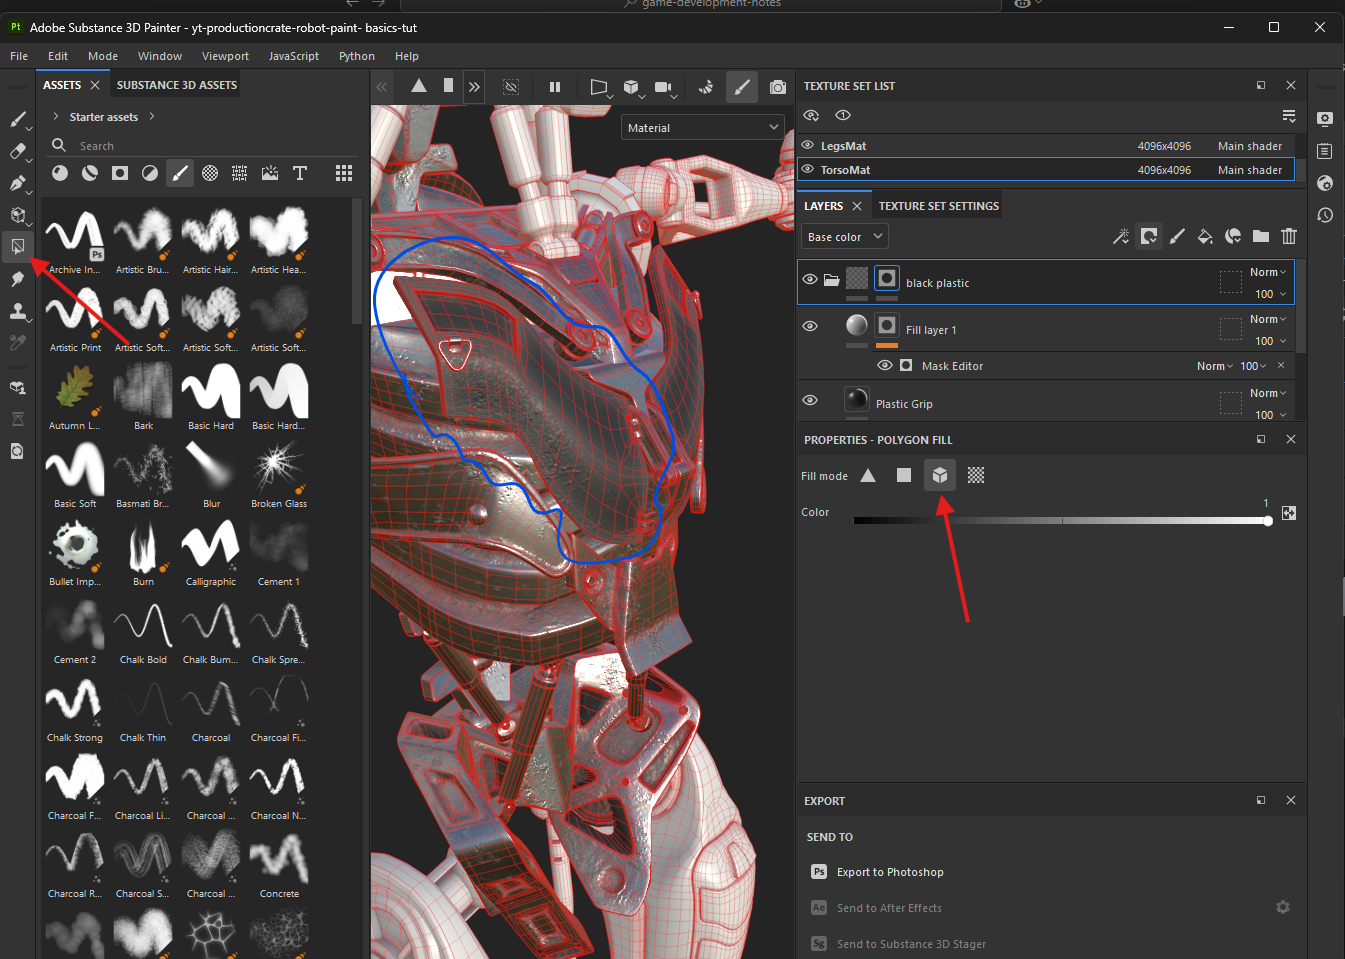 game-development-notes
Pt Adobe Substance 3D Painter - yt-productioncrate-robot-paint- basics-tut
File Edit Mode Window Viewport JavaScript Python Help
ASSETS SUBSTANCE 3D ASSETS
Starter assets
Search
Ps
Archive In... Artistic Bru... Artistic Hair... Artistic Hea...
Artistic Print Artistic Soft... Artistic Soft... Artistic Soft...
Autumn L... Bark Basic Hard Basic Hard...
Basic Soft Basmati Br... Blur Broken Glass
Bullet Imp... Burn Calligraphic Cement 1
Cement 2 Chalk Bold Chalk Bum... Chalk Spre...
Chalk Strong Chalk Thin Charcoal Charcoal Fi...
Charcoal F... Charcoal Li... Charcoal ... Charcoal N...
Charcoal R... Charcoal S... Charcoal ... Concrete
Material
TEXTURE SET LIST
LegsMat 4096x4096 Main shader
TorsoMat 4096x4096 Main shader
LAYERS TEXTURE SET SETTINGS
Base color
black plastic Norm 100
Fill layer 1 Norm 100
Mask Editor Norm 100
Plastic Grip Norm 100
PROPERTIES - POLYGON FILL
Fill mode
Color 1
EXPORT
SEND TO
Ps Export to Photoshop
Ae Send to After Effects
Sg Send to Substance 3D Stager